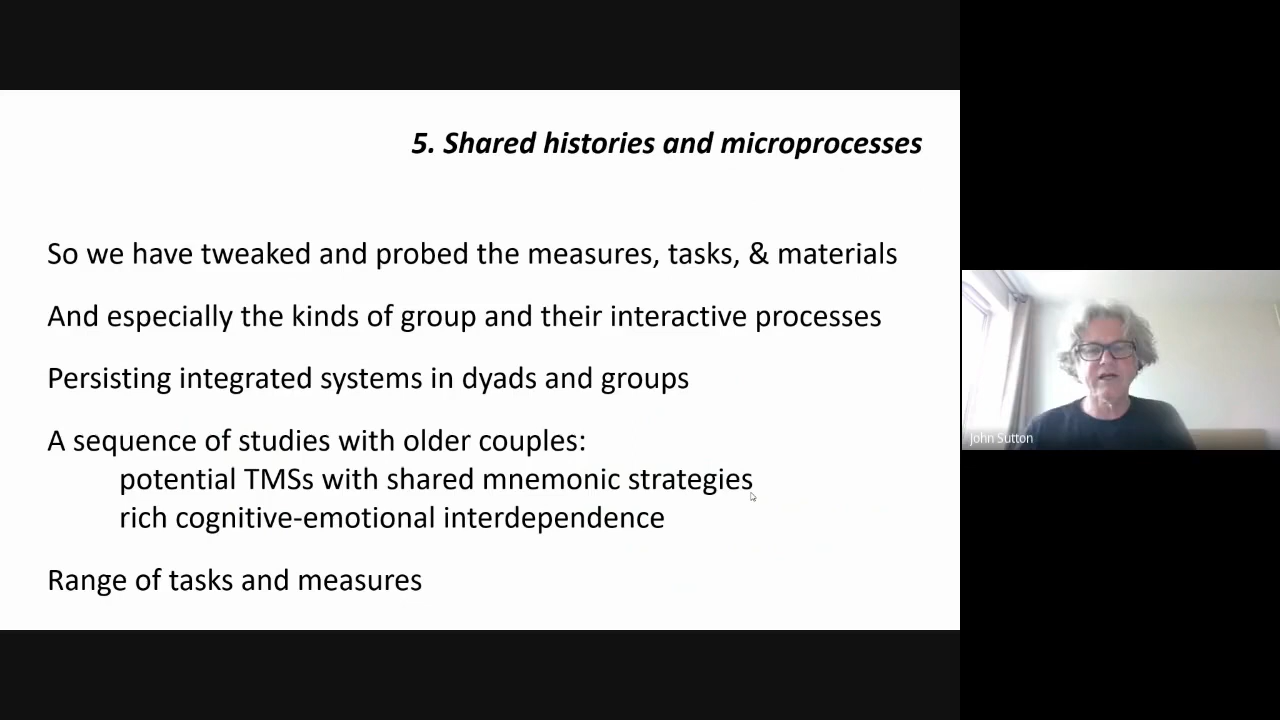 5. Shared histories and microprocesses
So we have tweaked and probed the measures, tasks, & materials
And especially the kinds of group and their interactive processes
Persisting integrated systems in dyads and groups
A sequence of studies with older couples:
potential TMSs with shared mnemonic strategies
rich cognitive-emotional interdependence
Range of tasks and measures
John Sutton